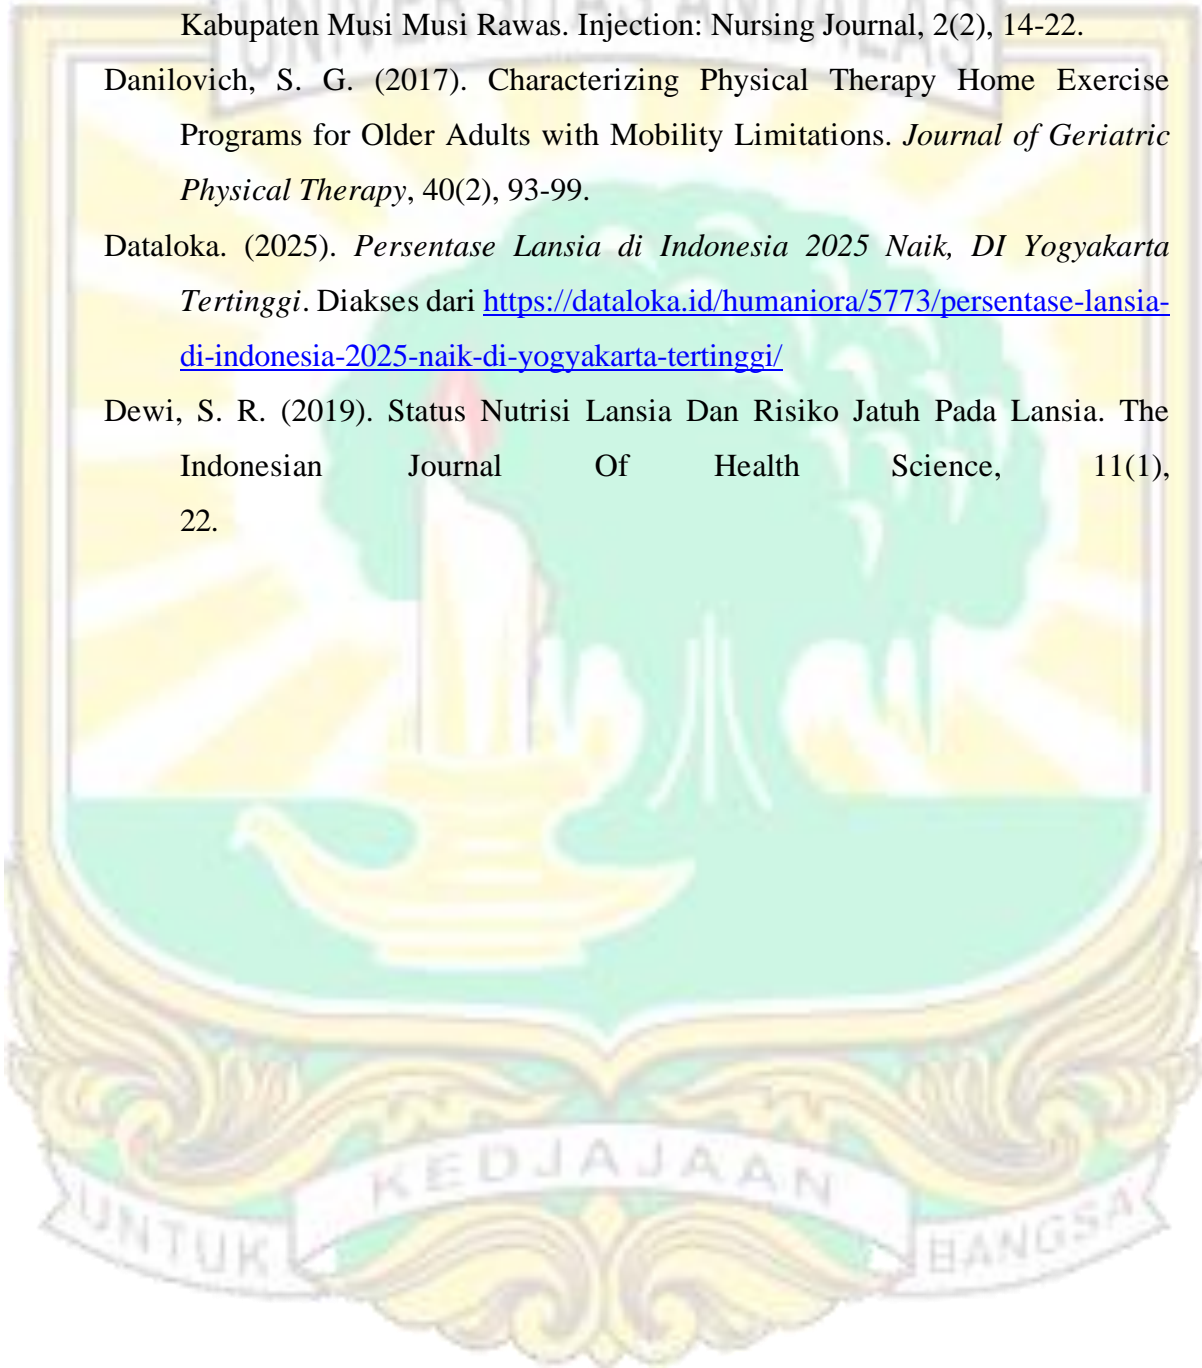 UNIVERSITAS ANDALAS
Kabupaten Musi Musi Rawas. Injection: Nursing Journal, 2(2), 14-22.
Danilovich, S. G. (2017). Characterizing Physical Therapy Home Exercise
Programs for Older Adults with Mobility Limitations. Journal of Geriatric
Physical Therapy, 40(2), 93-99.
Dataloka. (2025). Persentase Lansia di Indonesia 2025 Naik, DI Yogyakarta
Tertinggi. Diakses dari https://dataloka.id/humaniora/5773/persentase-lansia-
di-indonesia-2025-naik-di-yogyakarta-tertinggi/
Dewi, S. R. (2019). Status Nutrisi Lansia Dan Risiko Jatuh Pada Lansia. The
Indonesian Journal Of Health Science, 11(1),
22.
UNTUK KEDJAJAAN BANGSA